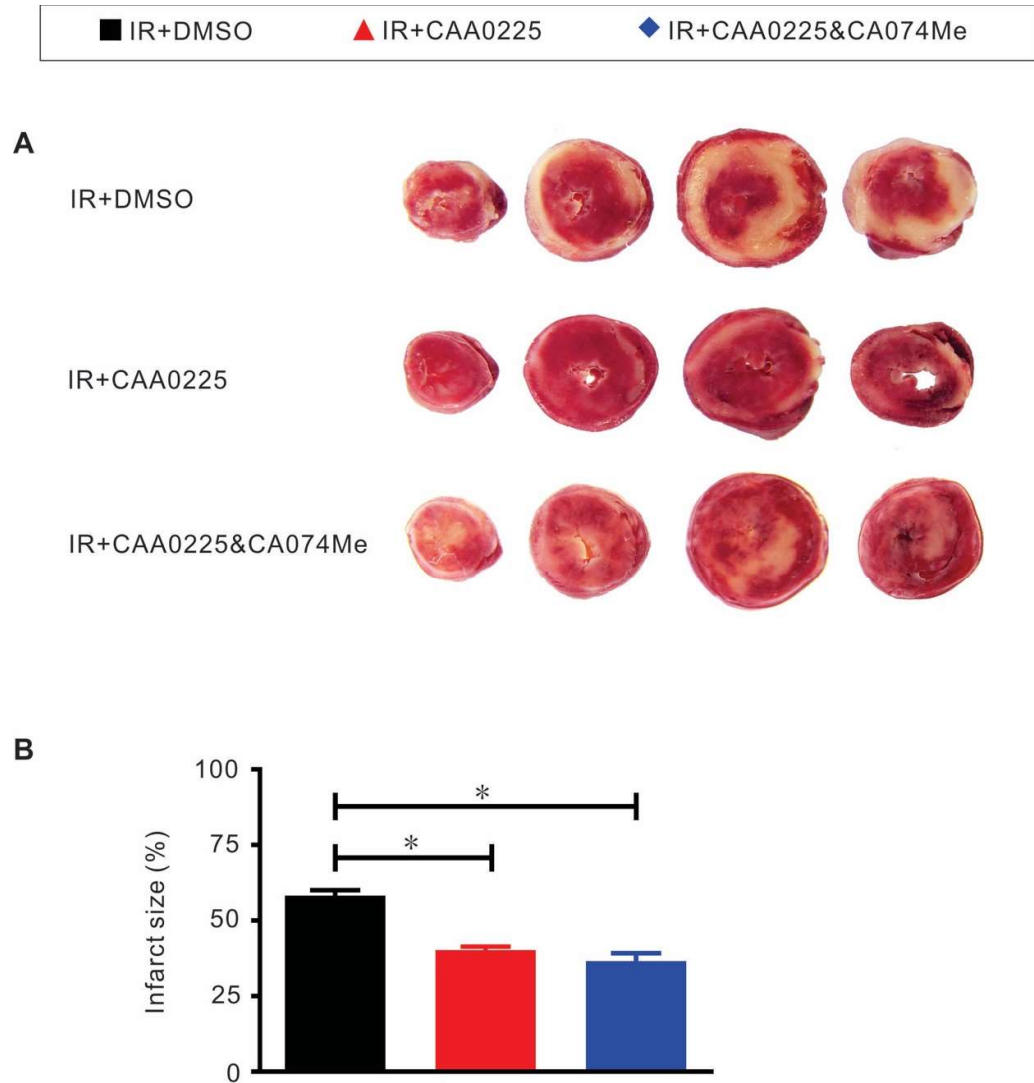 IR+DMSO IR+CAA0225 IR+CAA0225&CA074Me
A
IR+DMSO
IR+CAA0225
IR+CAA0225&CA074Me
B
Infarct size (%)
100
75
50
25
0
*
*